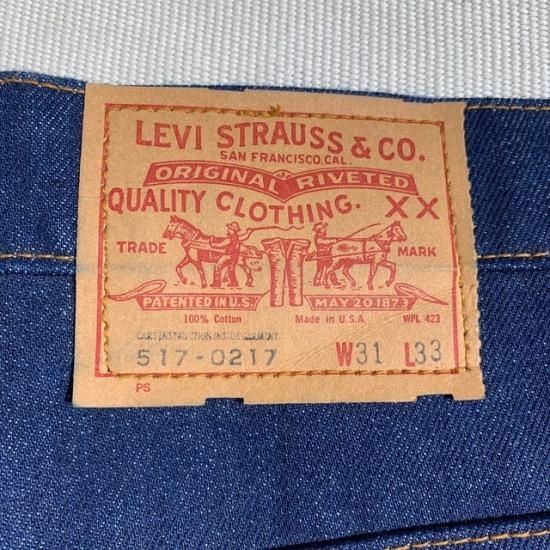 LEVI STRAUSS & CO.
SAN FRANCISCO, CAL.
ORIGINAL RIVETED
QUALITY CLOTHING. XX
TRADE MARK
PATENTED IN U.S. MAY 20 1873
100% Cotton Made in U.S.A. WPL 423
CARE INSTRUCTION INSIDE GARMENT
517-0217 W31 L33
PS